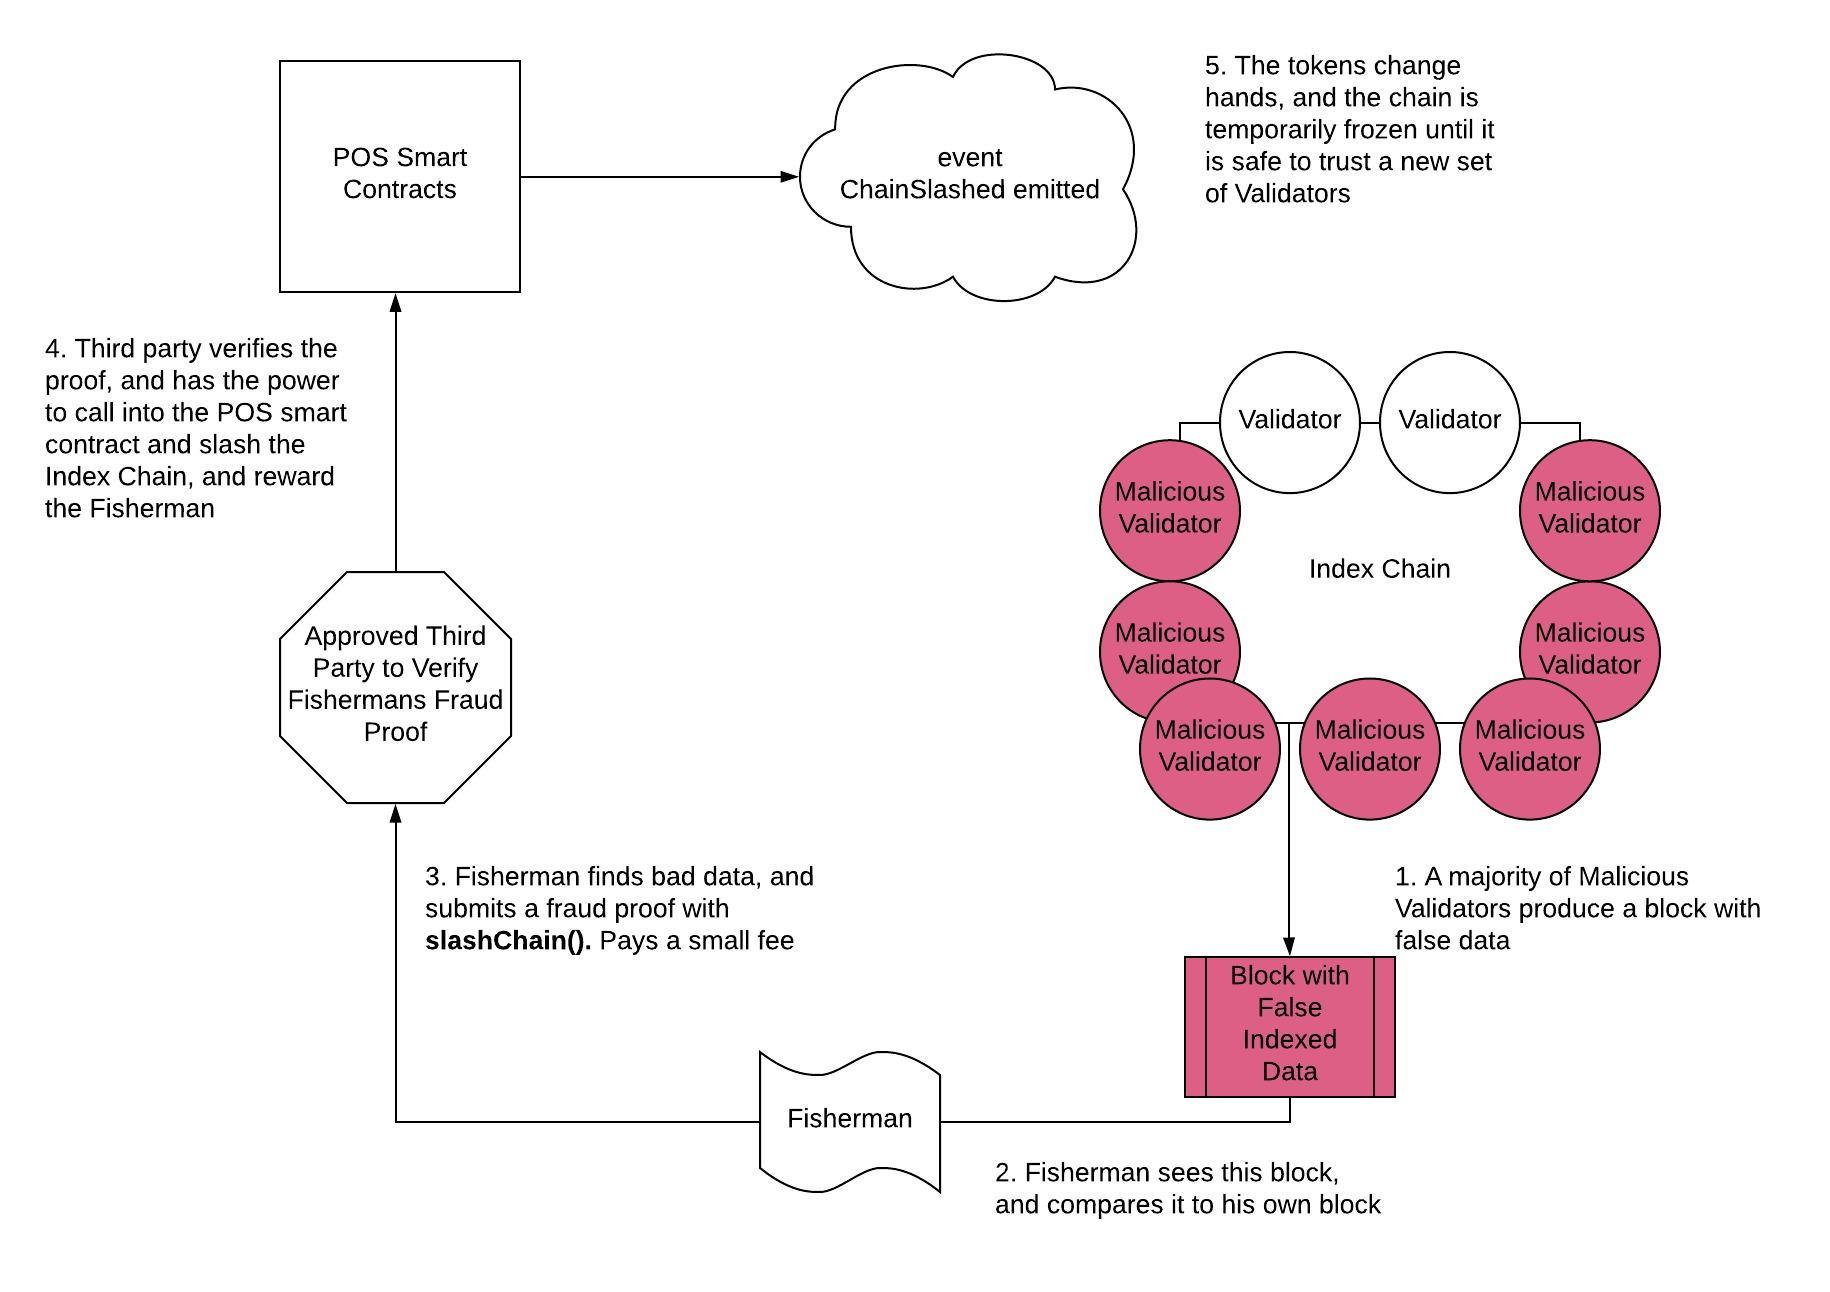 POS Smart
Contracts
event
ChainSlashed emitted
5. The tokens change
hands, and the chain is
temporarily frozen until it
is safe to trust a new set
of Validators
4. Third party verifies the
proof, and has the power
to call into the POS smart
contract and slash the
Index Chain, and reward
the Fisherman
Validator
Validator
Malicious
Validator
Malicious
Validator
Index Chain
Malicious
Validator
Malicious
Validator
Malicious
Validator
Malicious
Validator
Malicious
Validator
Approved Third
Party to Verify
Fishermans Fraud
Proof
3. Fisherman finds bad data, and
submits a fraud proof with
slashChain(). Pays a small fee
1. A majority of Malicious
Validators produce a block with
false data
Block with
False
Indexed
Data
Fisherman
2. Fisherman sees this block,
and compares it to his own block